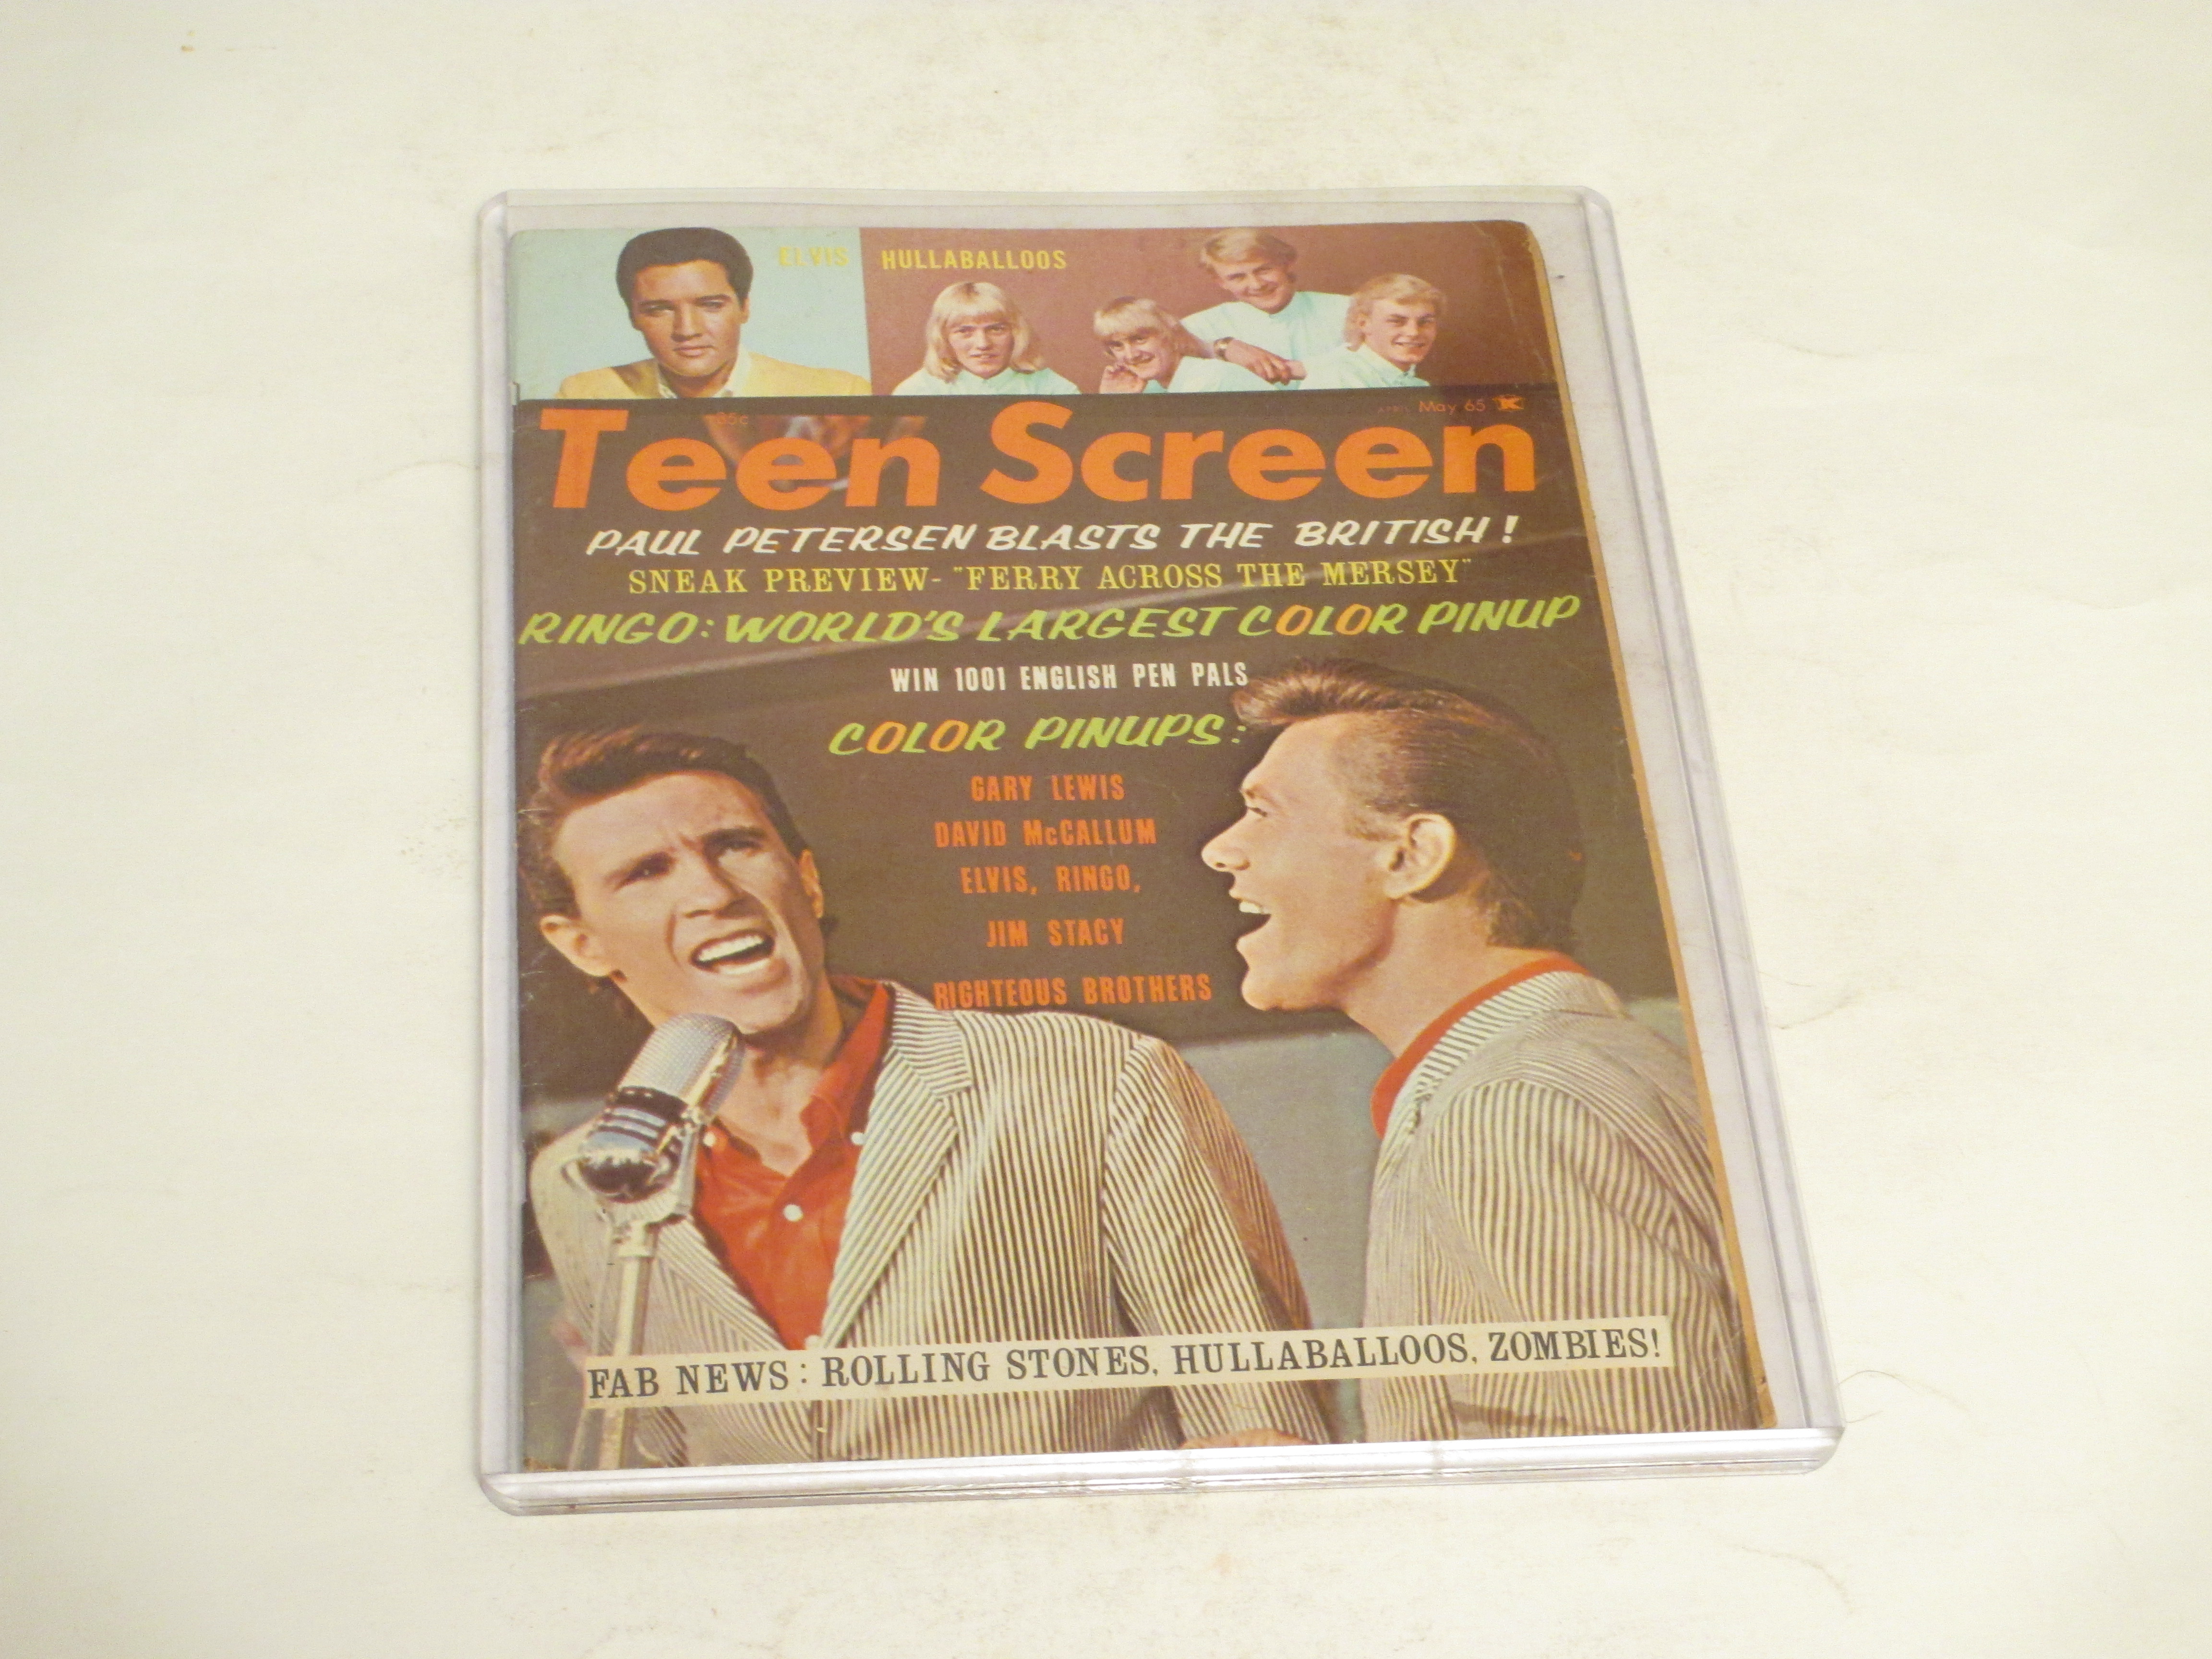 ELVIS HULLABALLOOS
35c
APRIL May 65 K
Teen Screen
PAUL PETERSEN BLASTS THE BRITISH!
SNEAK PREVIEW- "FERRY ACROSS THE MERSEY"
RINGO: WORLD'S LARGEST COLOR PINUP
WIN 1001 ENGLISH PEN PALS
COLOR PINUPS:
GARY LEWIS
DAVID McCALLUM
ELVIS, RINGO,
JIM STACY
RIGHTEOUS BROTHERS
FAB NEWS: ROLLING STONES, HULLABALLOOS, ZOMBIES!